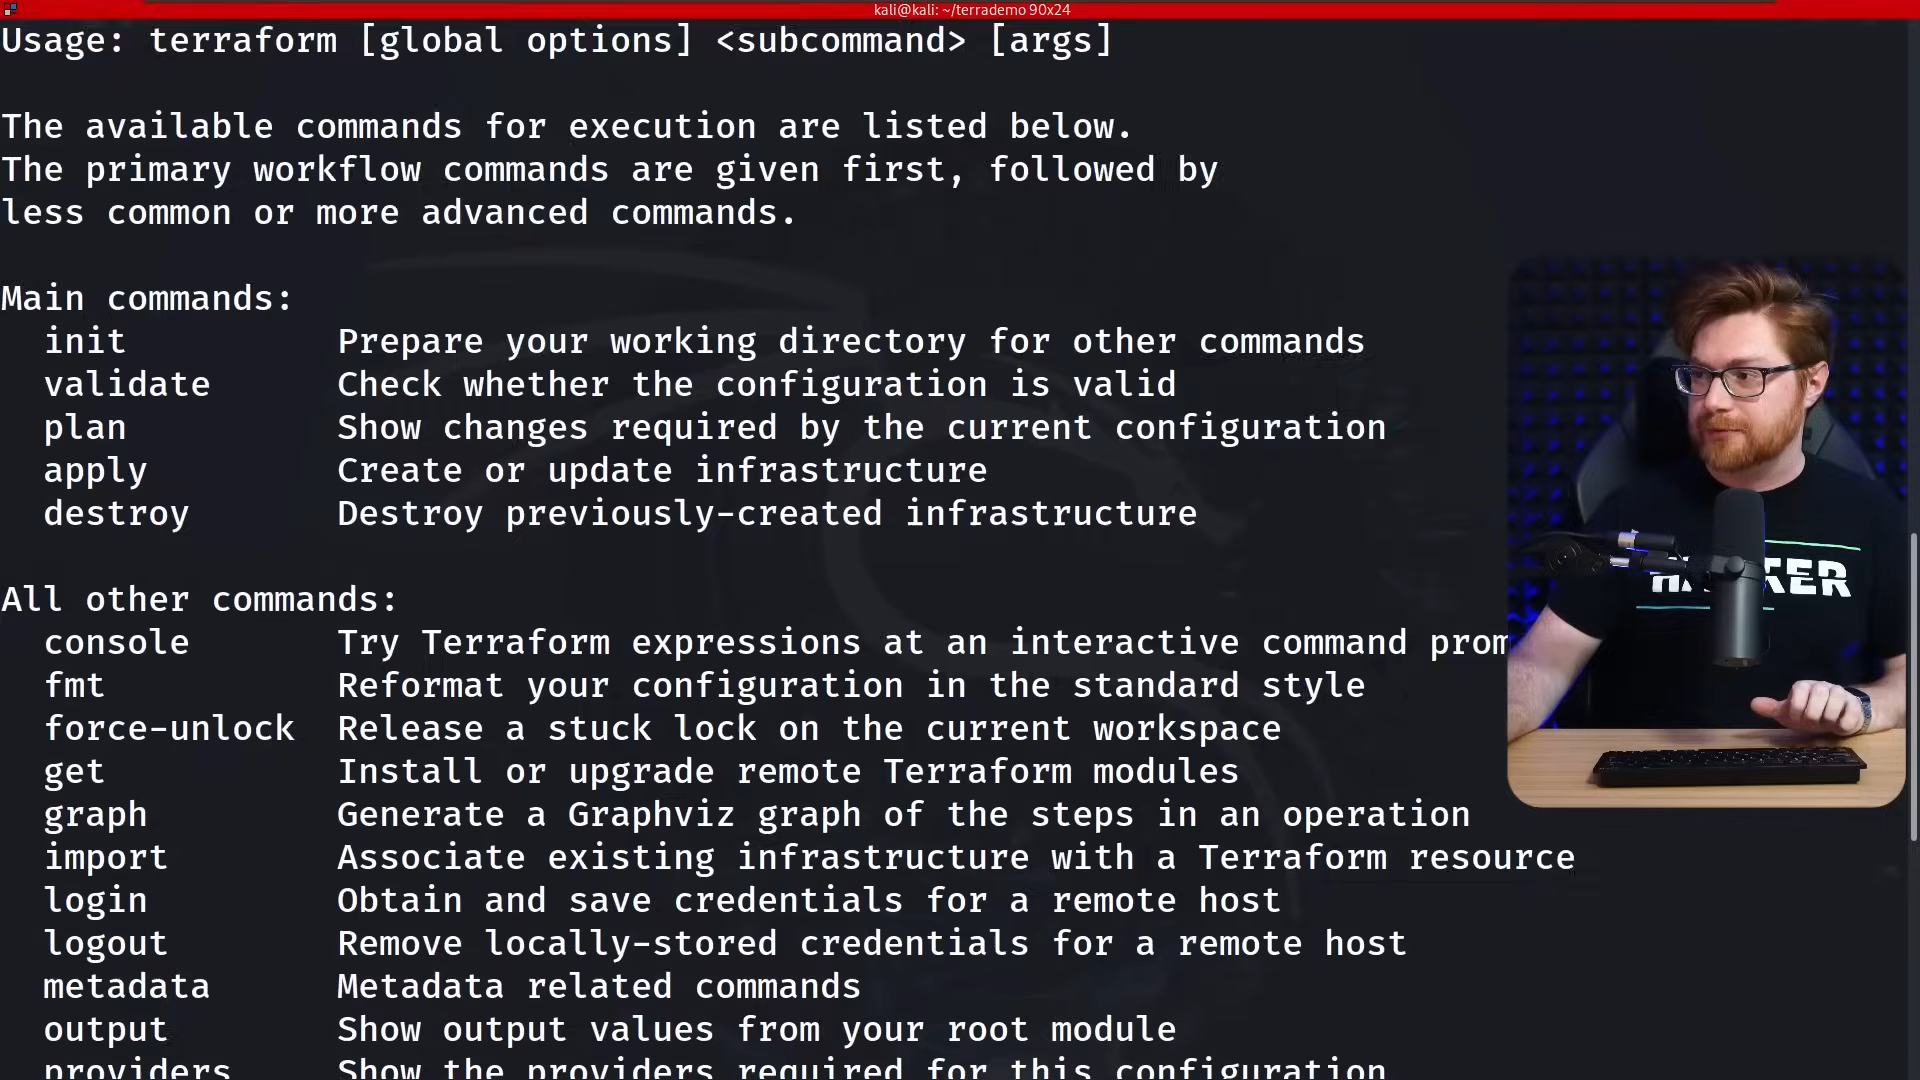 kali@kali: ~/terrademo 90x24
Usage: terraform [global options] <subcommand> [args]
The available commands for execution are listed below.
The primary workflow commands are given first, followed by
less common or more advanced commands.
Main commands:
init Prepare your working directory for other commands
validate Check whether the configuration is valid
plan Show changes required by the current configuration
apply Create or update infrastructure
destroy Destroy previously-created infrastructure
All other commands:
console Try Terraform expressions at an interactive command prom
fmt Reformat your configuration in the standard style
force-unlock Release a stuck lock on the current workspace
get Install or upgrade remote Terraform modules
graph Generate a Graphviz graph of the steps in an operation
import Associate existing infrastructure with a Terraform resource
login Obtain and save credentials for a remote host
logout Remove locally-stored credentials for a remote host
metadata Metadata related commands
output Show output values from your root module
providers Show the providers required for this configuration